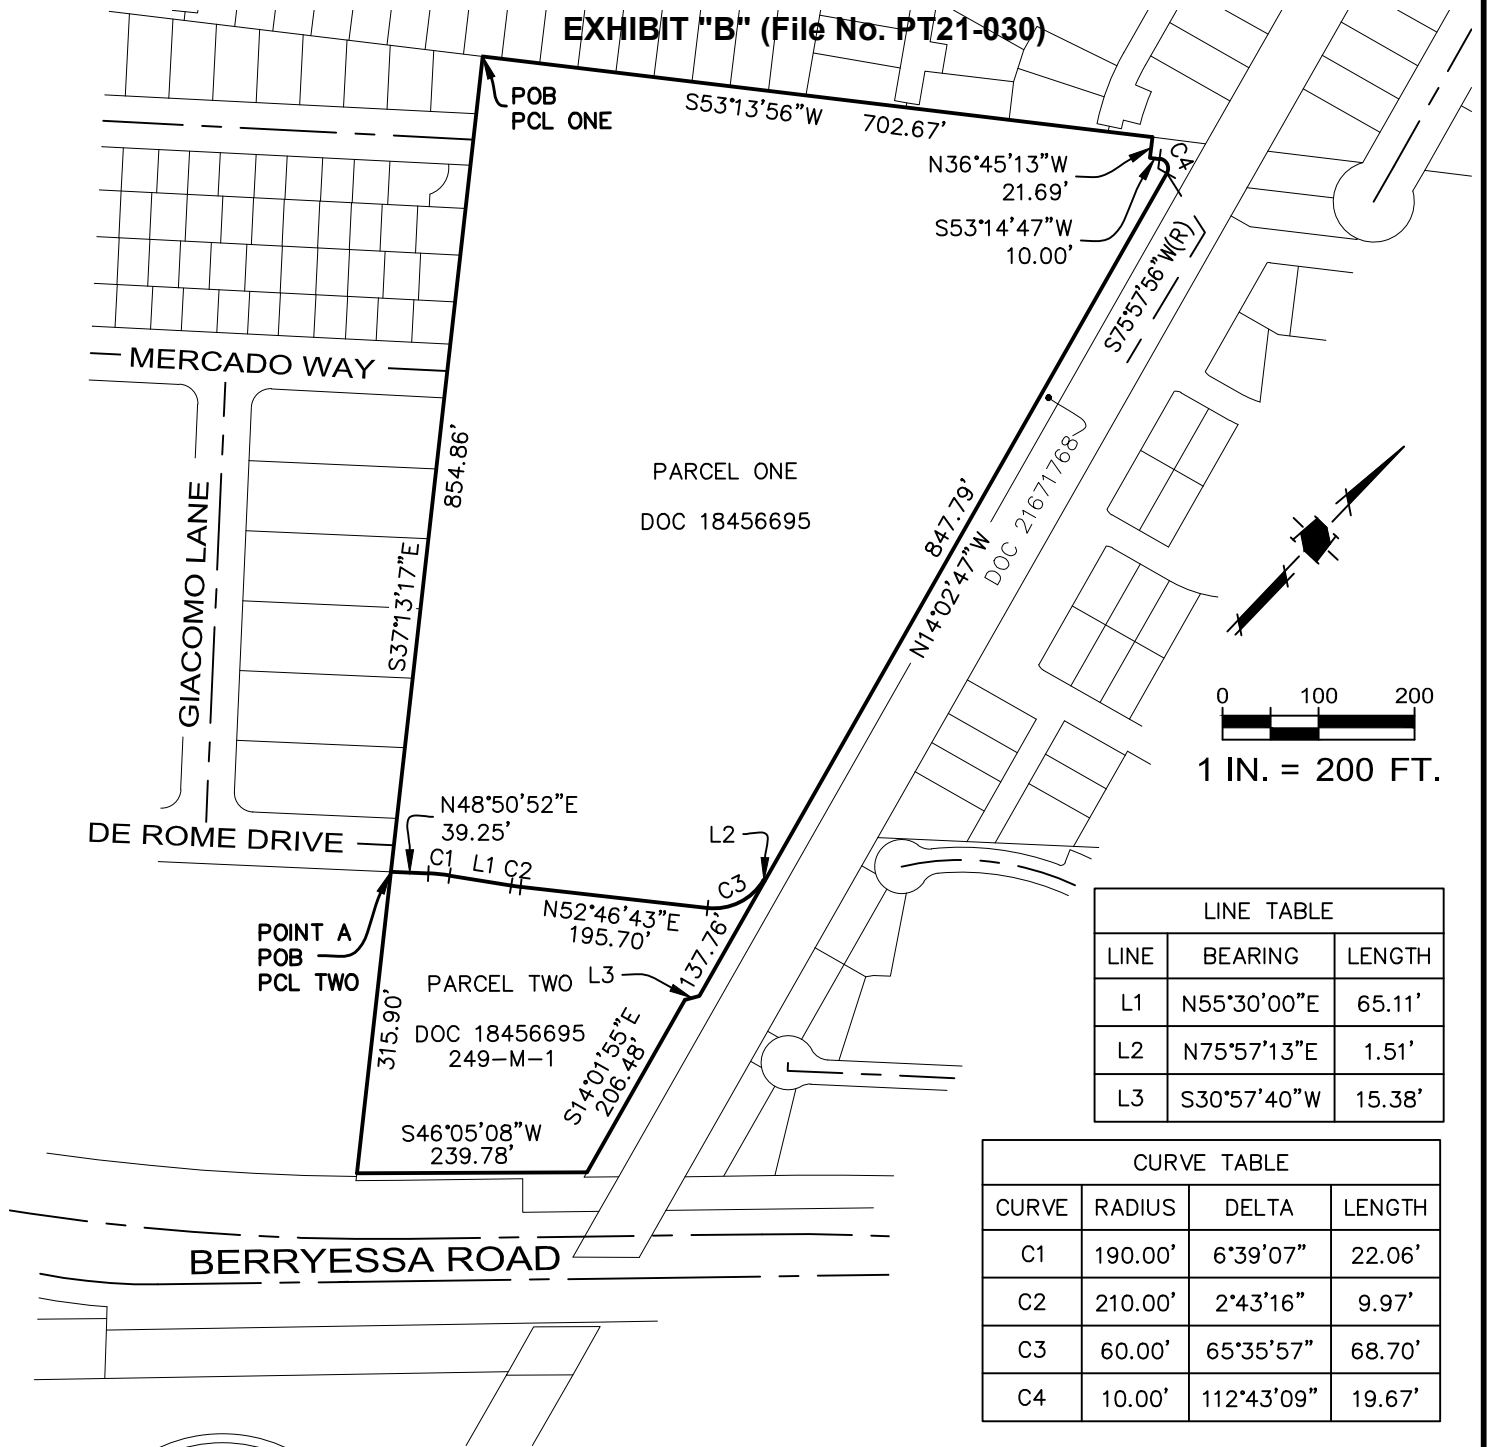 EXHIBIT "B" (File No. PT21-030)
POB
PCL ONE
S53°13'56"W 702.67'
N36°45'13"W
21.69'
C4
S53°14'47"W
10.00'
S75°57'56"W(R)
MERCADO WAY
854.86'
S37°13'17"E
GIACOMO LANE
PARCEL ONE
DOC 18456695
847.79'
N14°02'47"W
DOC 21671768
0 100 200
1 IN. = 200 FT.
N48°50'52"E
39.25'
DE ROME DRIVE
C1 L1 C2
L2
C3
N52°46'43"E
195.70'
137.76'
POINT A
POB
PCL TWO
PARCEL TWO
L3
DOC 18456695
249-M-1
315.90'
S14°01'55"E
206.48'
S46°05'08"W
239.78'
BERRYESSA ROAD
LINE TABLE
LINE BEARING LENGTH
L1 N55°30'00"E 65.11'
L2 N75°57'13"E 1.51'
L3 S30°57'40"W 15.38'
CURVE TABLE
CURVE RADIUS DELTA LENGTH
C1 190.00' 6°39'07" 22.06'
C2 210.00' 2°43'16" 9.97'
C3 60.00' 65°35'57" 68.70'
C4 10.00' 112°43'09" 19.67'